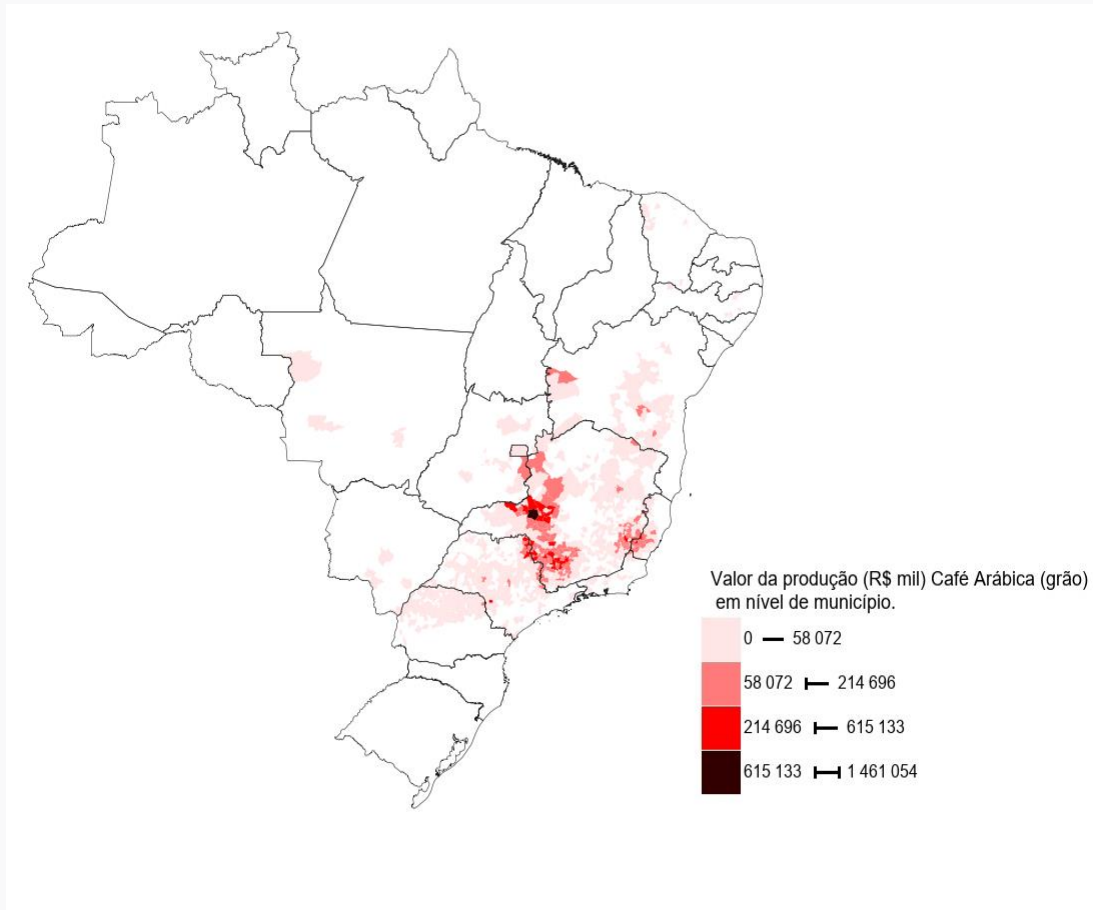 Valor da produção (R$ mil) Café Arábica (grão)
em nível de município.
0 — 58 072
58 072 ⊢ 214 696
214 696 ⊢ 615 133
615 133 ⊢⊣ 1 461 054